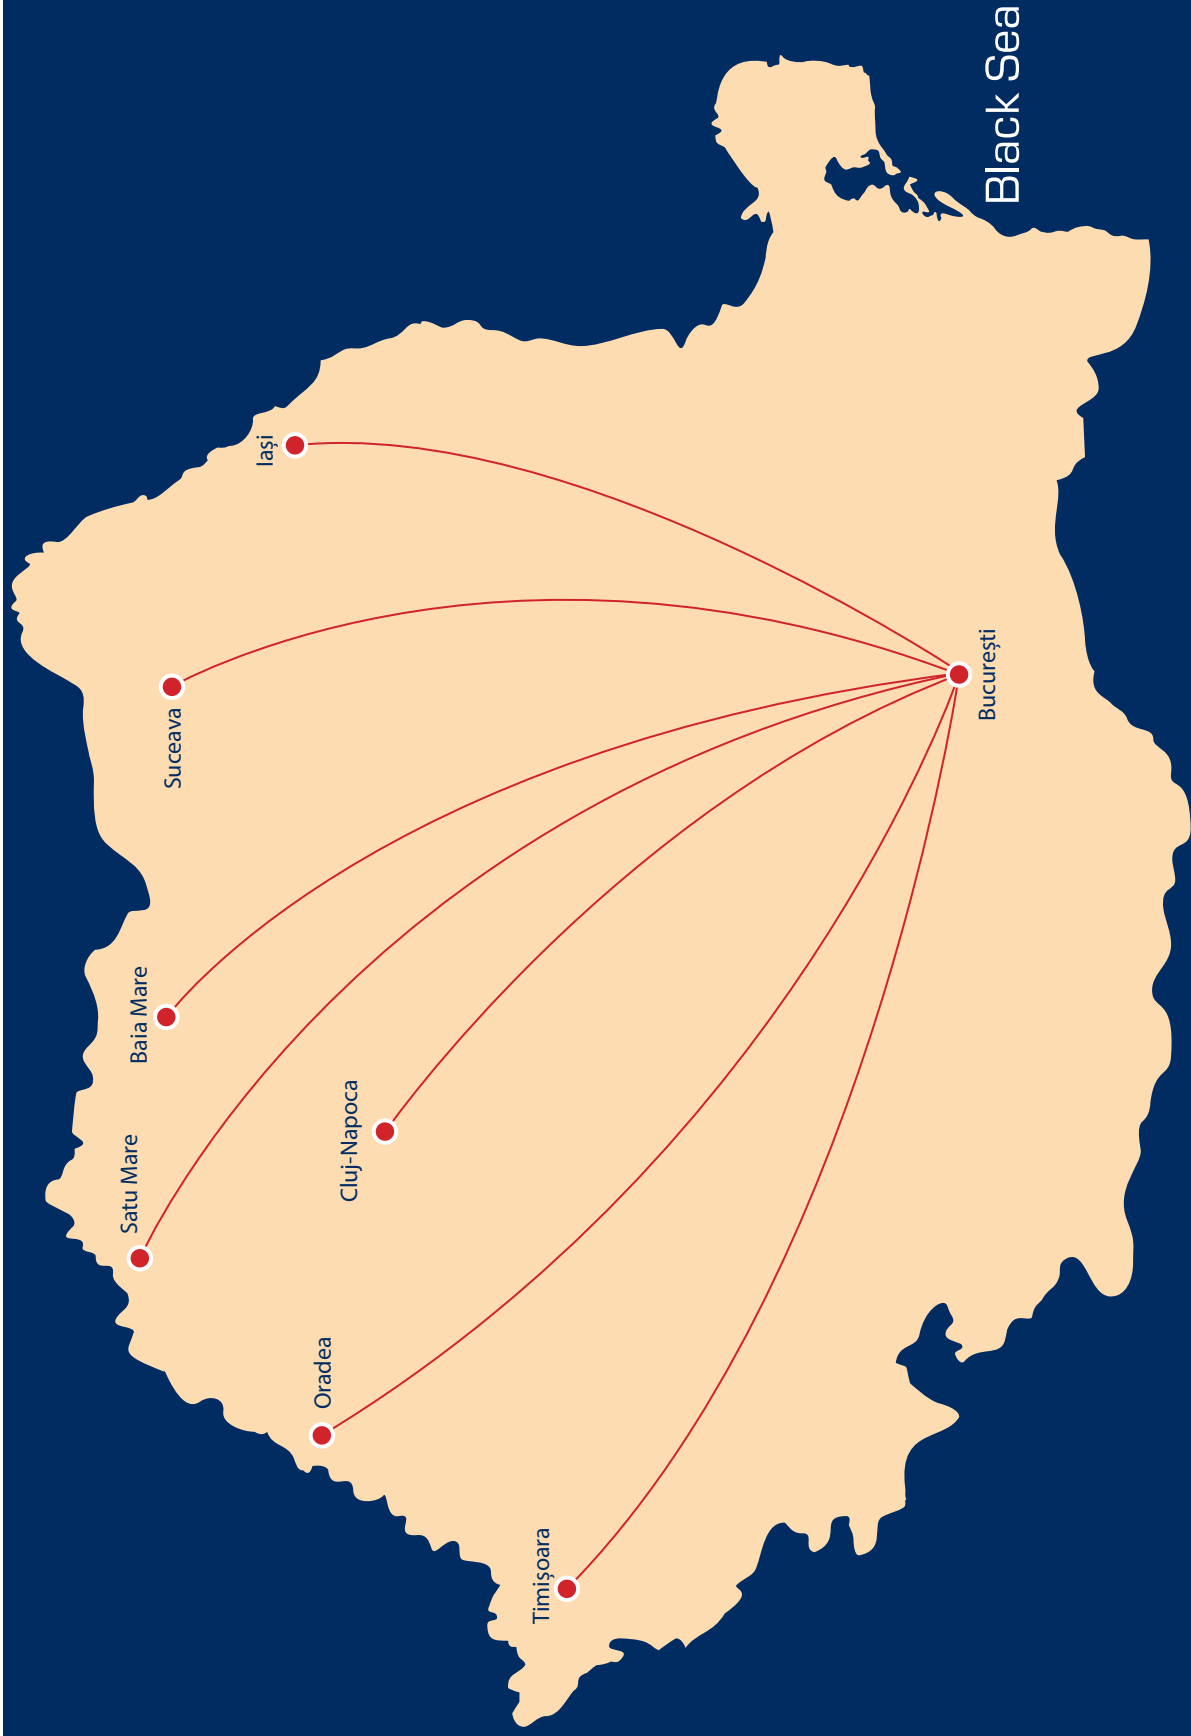 Satu Mare
Baia Mare
Suceava
Iași
Oradea
Cluj-Napoca
Timișoara
București
Black Sea